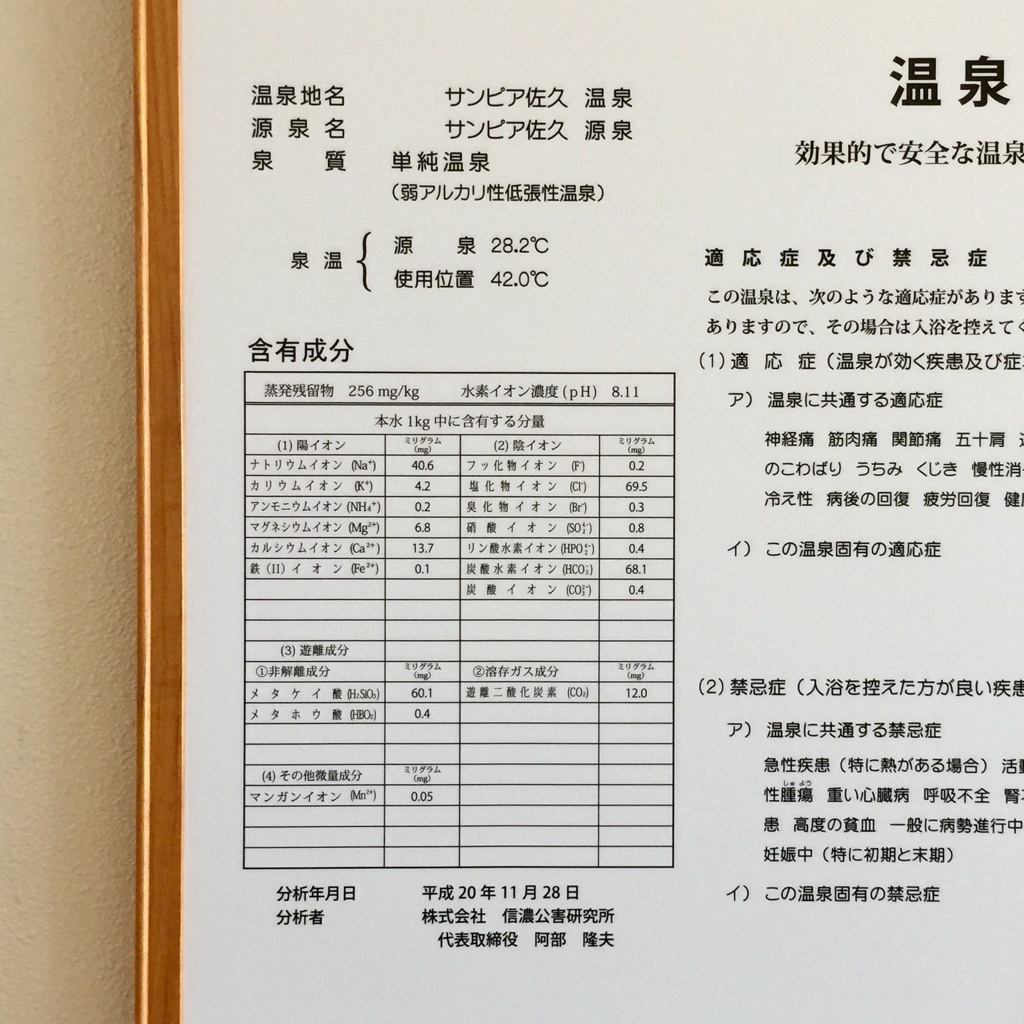 温泉地名 サンピア佐久 温泉
源泉名 サンピア佐久 源泉
泉質 単純温泉
（弱アルカリ性低張性温泉）
泉温 { 源泉 28.2℃
使用位置 42.0℃
含有成分
蒸発残留物 256 mg/kg 水素イオン濃度(pH) 8.11
本水 1kg 中に含有する分量
(1) 陽イオン ミリグラム(mg) (2) 陰イオン ミリグラム(mg)
ナトリウムイオン (Na⁺) 40.6 フッ化物イオン (F⁻) 0.2
カリウムイオン (K⁺) 4.2 塩化物イオン (Cl⁻) 69.5
アンモニウムイオン (NH₄⁺) 0.2 臭化物イオン (Br⁻) 0.3
マグネシウムイオン (Mg²⁺) 6.8 硝酸イオン (SO₄²⁻) 0.8
カルシウムイオン (Ca²⁺) 13.7 リン酸水素イオン (HPO₄²⁻) 0.4
鉄(II)イオン (Fe²⁺) 0.1 炭酸水素イオン (HCO₃⁻) 68.1
炭酸イオン (CO₃²⁻) 0.4
(3) 遊離成分
①非解離成分 ミリグラム(mg) ②溶存ガス成分 ミリグラム(mg)
メタケイ酸 (H₂SiO₃) 60.1 遊離二酸化炭素 (CO₂) 12.0
メタホウ酸 (HBO₂) 0.4
(4) その他微量成分 ミリグラム(mg)
マンガンイオン (Mn²⁺) 0.05
分析年月日 平成 20 年 11 月 28 日
分析者 株式会社 信濃公害研究所
代表取締役 阿部 隆夫
温泉
効果的で安全な温泉
適応症及び禁忌症
この温泉は、次のような適応症があります
ありますので、その場合は入浴を控えてく
(1) 適応症（温泉が効く疾患及び症
ア） 温泉に共通する適応症
神経痛 筋肉痛 関節痛 五十肩
のこわばり うちみ くじき 慢性消
冷え性 病後の回復 疲労回復 健
イ） この温泉固有の適応症
(2) 禁忌症（入浴を控えた方が良い疾患
ア） 温泉に共通する禁忌症
急性疾患（特に熱がある場合） 活
性腫瘍 重い心臓病 呼吸不全 腎
患 高度の貧血 一般に病勢進行中
妊娠中（特に初期と末期）
イ） この温泉固有の禁忌症